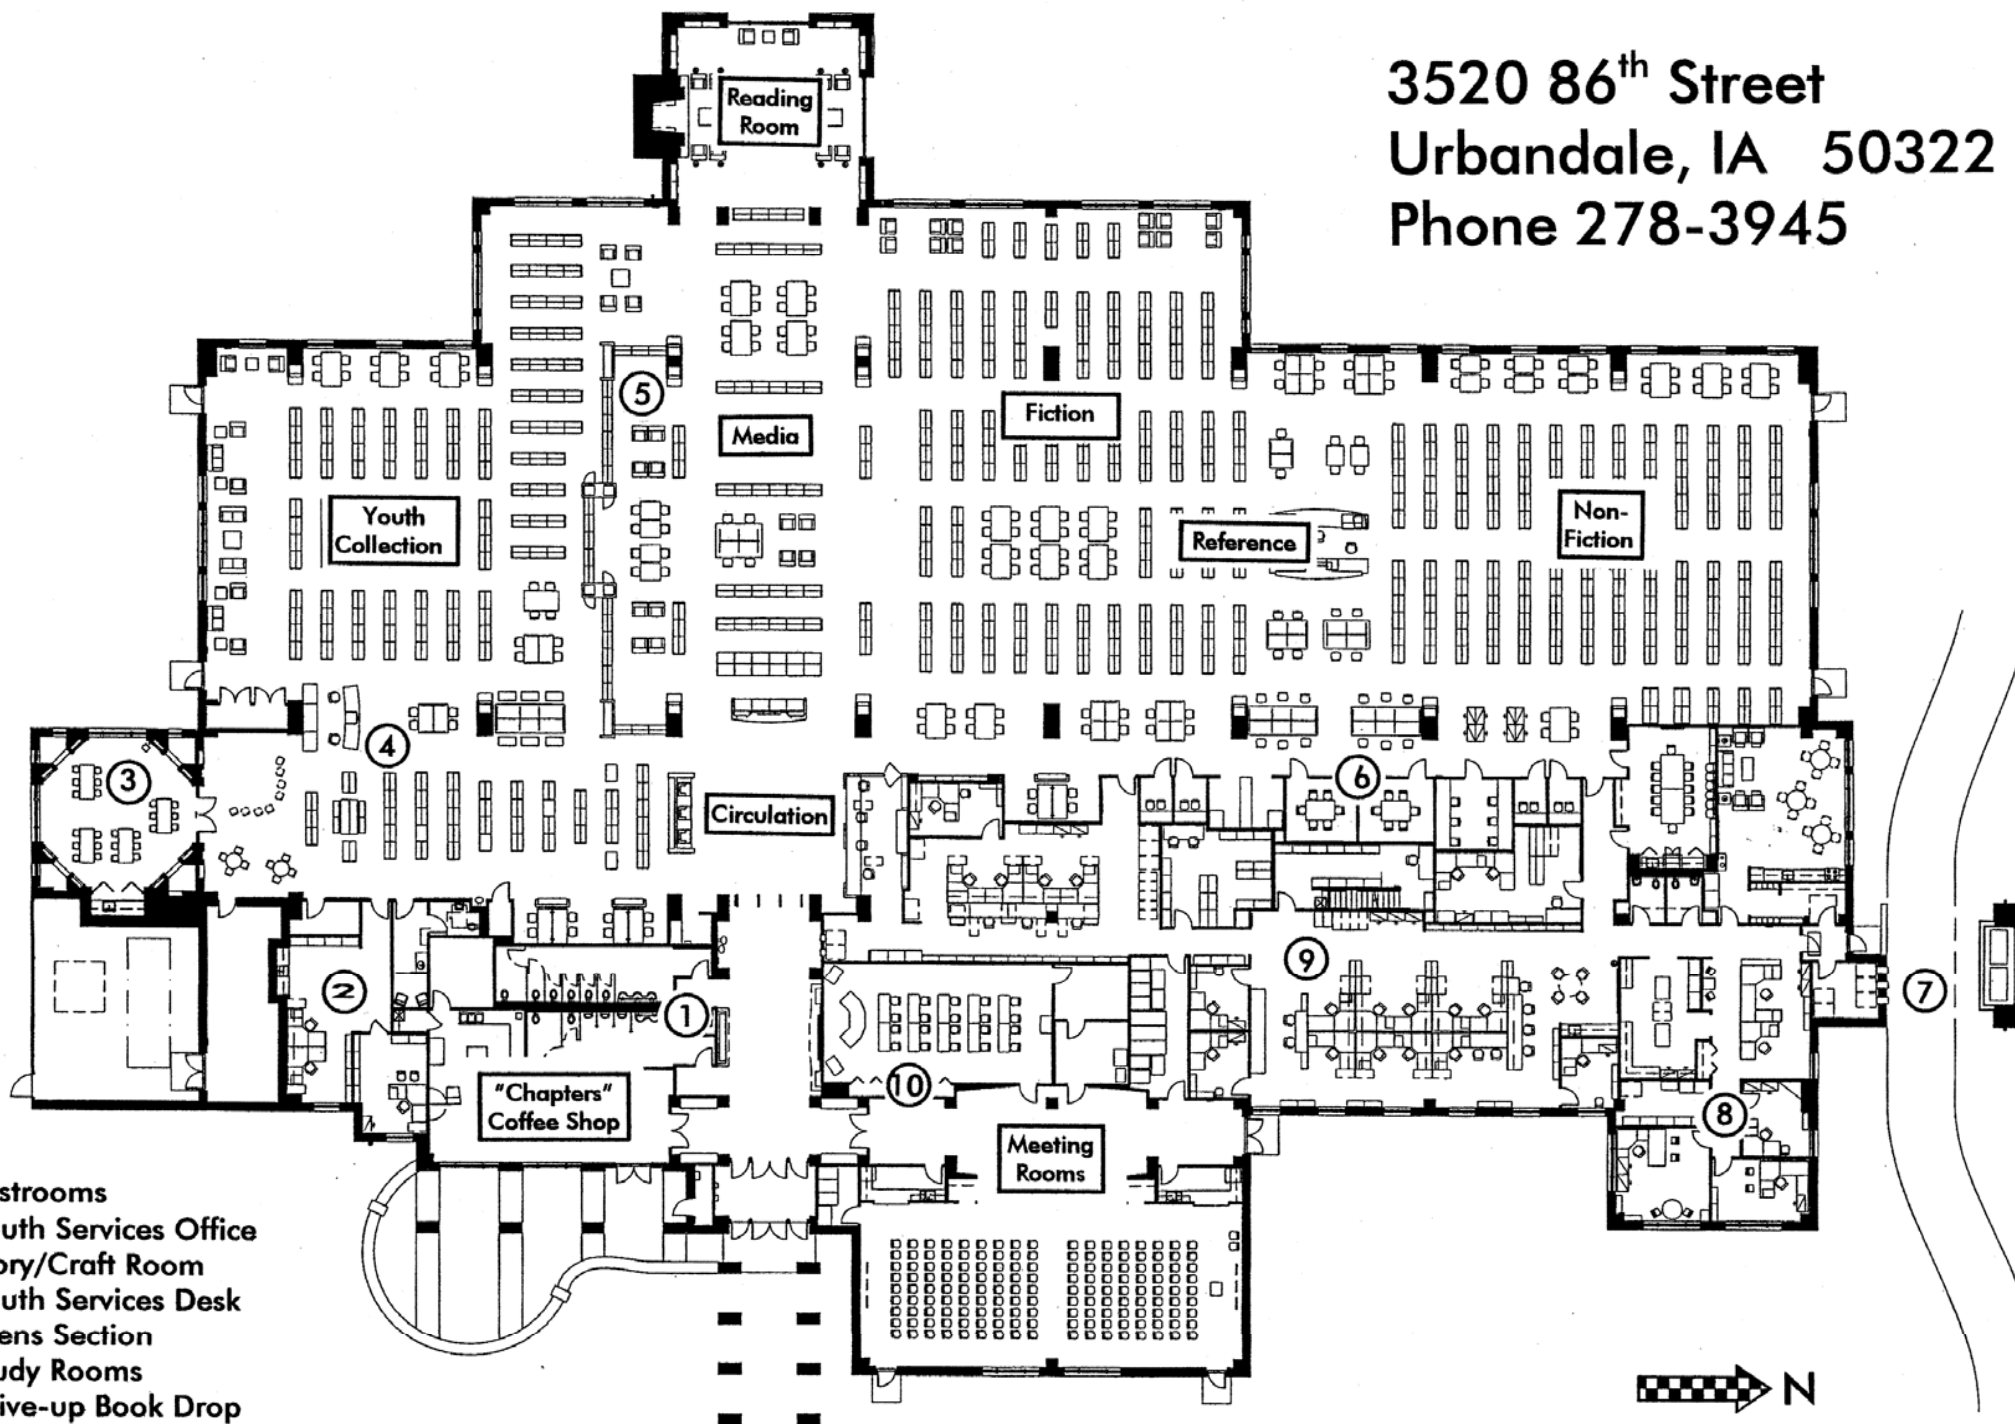 3520 86th Street
Urbandale, IA 50322
Phone 278-3945
Reading
Room
5
Fiction
Media
Youth
Collection
Reference
Non-
Fiction
4
3
6
Circulation
9
2
7
1
10
"Chapters"
Coffee Shop
8
Meeting
Rooms
strooms
uth Services Office
ory/Craft Room
uth Services Desk
ens Section
udy Rooms
ive-up Book Drop
N